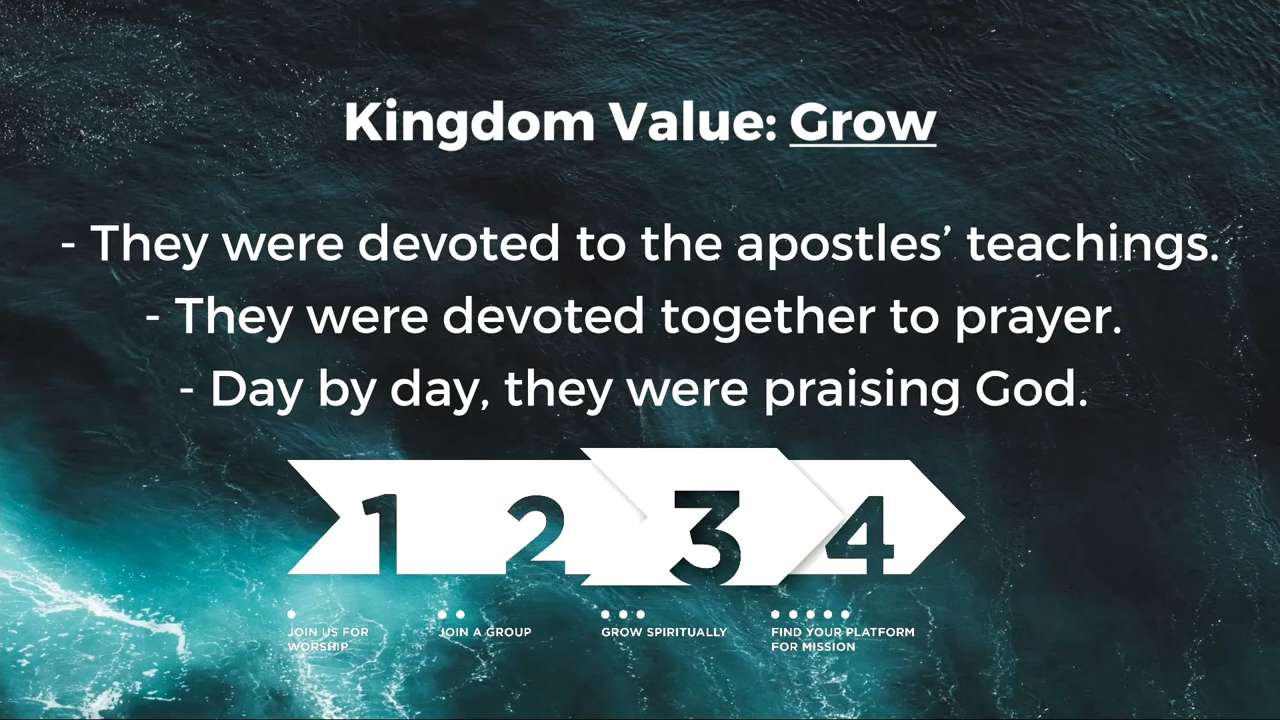 Kingdom Value: Grow
- They were devoted to the apostles’ teachings.
- They were devoted together to prayer.
- Day by day, they were praising God.
1 2 3 4
JOIN US FOR
WORSHIP
JOIN A GROUP
GROW SPIRITUALLY
FIND YOUR PLATFORM
FOR MISSION